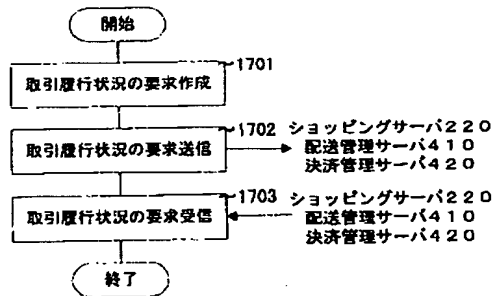 開始
1701
取引履行状況の要求作成
1702
取引履行状況の要求送信
ショッピングサーバ220
配送管理サーバ410
決済管理サーバ420
1703
取引履行状況の要求受信
ショッピングサーバ220
配送管理サーバ410
決済管理サーバ420
終了